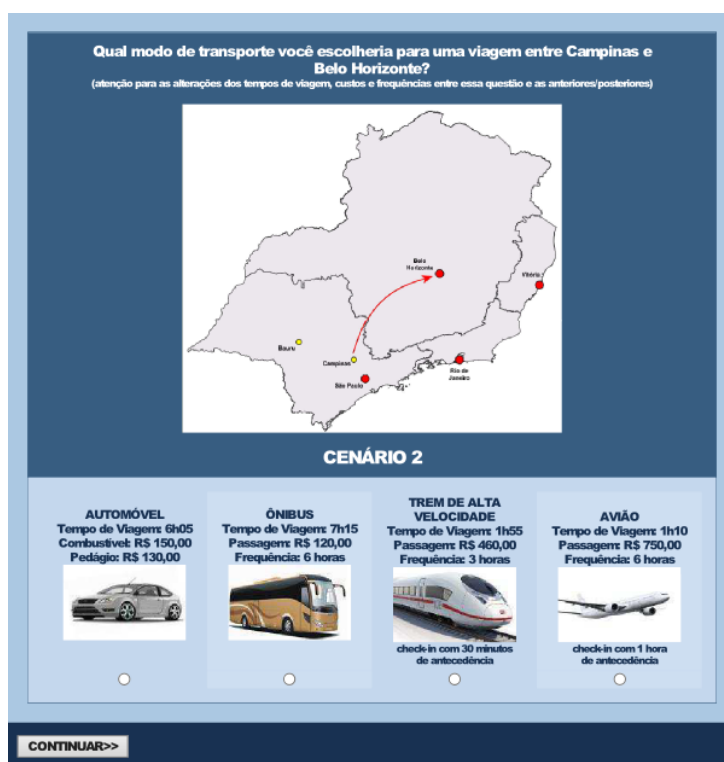 Qual modo de transporte você escolheria para uma viagem entre Campinas e
Belo Horizonte?
(atenção para as alterações dos tempos de viagem, custos e frequências entre essa questão e as anteriores/posteriores)
Belo
Horizonte
Vitória
Bauru
Campinas
São Paulo
Rio de
Janeiro
CENÁRIO 2
AUTOMÓVEL
Tempo de Viagem: 6h05
Combustível: R$ 150,00
Pedágio: R$ 130,00
ÔNIBUS
Tempo de Viagem: 7h15
Passagem: R$ 120,00
Frequência: 6 horas
TREM DE ALTA
VELOCIDADE
Tempo de Viagem: 1h55
Passagem: R$ 460,00
Frequência: 3 horas
check-in com 30 minutos
de antecedência
AVIÃO
Tempo de Viagem: 1h10
Passagem: R$ 750,00
Frequência: 6 horas
check-in com 1 hora
de antecedência
CONTINUAR>>